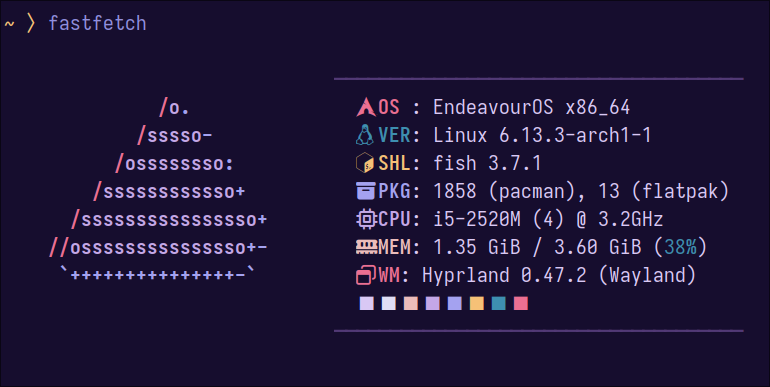 ~ 〉fastfetch
/o.
/sssso-
/osssssssso:
/ssssssssssso+
/ssssssssssssssso+
//osssssssssssssso+-
`+++++++++++++++-`
OS : EndeavourOS x86_64
VER: Linux 6.13.3-arch1-1
SHL: fish 3.7.1
PKG: 1858 (pacman), 13 (flatpak)
CPU: i5-2520M (4) @ 3.2GHz
MEM: 1.35 GiB / 3.60 GiB (38%)
WM: Hyprland 0.47.2 (Wayland)